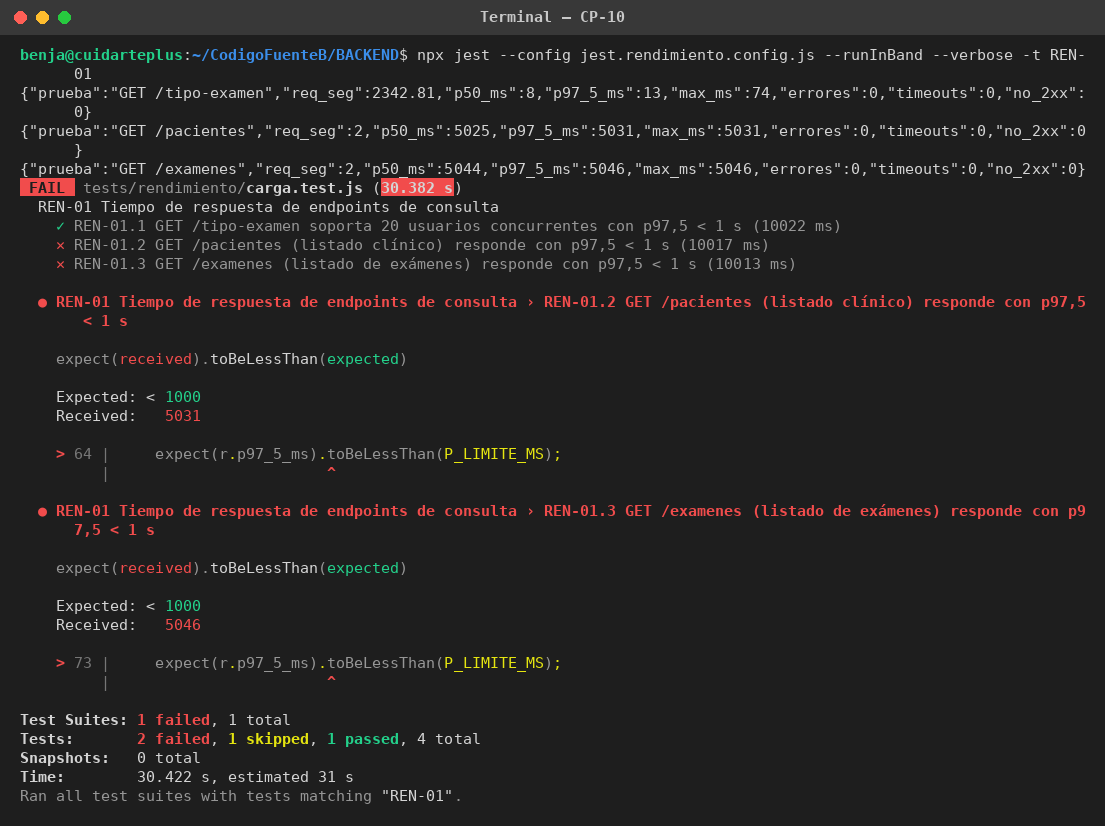 Terminal — CP-10
benja@cuidarteplus:~/CodigoFuenteB/BACKEND$ npx jest --config jest.rendimiento.config.js --runInBand --verbose -t REN-
01
{"prueba":"GET /tipo-examen","req_seg":2342.81,"p50_ms":8,"p97_5_ms":13,"max_ms":74,"errores":0,"timeouts":0,"no_2xx":
0}
{"prueba":"GET /pacientes","req_seg":2,"p50_ms":5025,"p97_5_ms":5031,"max_ms":5031,"errores":0,"timeouts":0,"no_2xx":0
}
{"prueba":"GET /examenes","req_seg":2,"p50_ms":5044,"p97_5_ms":5046,"max_ms":5046,"errores":0,"timeouts":0,"no_2xx":0}
FAIL tests/rendimiento/carga.test.js (30.382 s)
REN-01 Tiempo de respuesta de endpoints de consulta
✓ REN-01.1 GET /tipo-examen soporta 20 usuarios concurrentes con p97,5 < 1 s (10022 ms)
✕ REN-01.2 GET /pacientes (listado clínico) responde con p97,5 < 1 s (10017 ms)
✕ REN-01.3 GET /examenes (listado de exámenes) responde con p97,5 < 1 s (10013 ms)
● REN-01 Tiempo de respuesta de endpoints de consulta › REN-01.2 GET /pacientes (listado clínico) responde con p97,5
< 1 s
expect(received).toBeLessThan(expected)
Expected: < 1000
Received:   5031
> 64 |     expect(r.p97_5_ms).toBeLessThan(P_LIMITE_MS);
|                        ^
● REN-01 Tiempo de respuesta de endpoints de consulta › REN-01.3 GET /examenes (listado de exámenes) responde con p9
7,5 < 1 s
expect(received).toBeLessThan(expected)
Expected: < 1000
Received:   5046
> 73 |     expect(r.p97_5_ms).toBeLessThan(P_LIMITE_MS);
|                        ^
Test Suites: 1 failed, 1 total
Tests:       2 failed, 1 skipped, 1 passed, 4 total
Snapshots:   0 total
Time:        30.422 s, estimated 31 s
Ran all test suites with tests matching "REN-01".